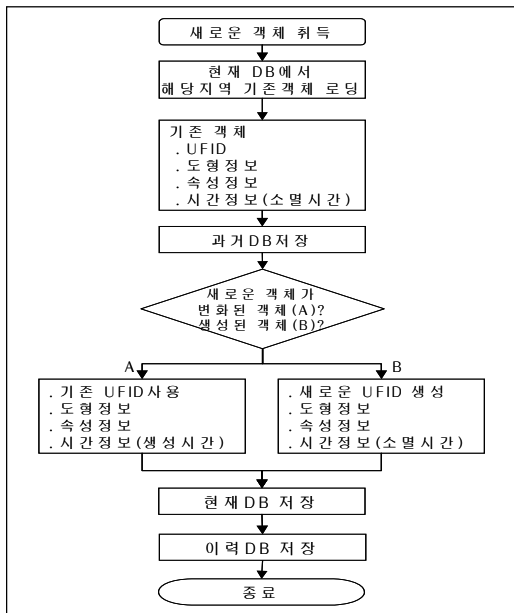 새로운 객체 취득
현재 DB에서
해당지역 기존객체 로딩
기존 객체
. UFID
. 도형정보
. 속성정보
. 시간정보(소멸시간)
과거DB저장
새로운 객체가
변화된 객체(A)?
생성된 객체(B)?
A
B
. 기존 UFID사용
. 도형정보
. 속성정보
. 시간정보(생성시간)
. 새로운 UFID 생성
. 도형정보
. 속성정보
. 시간정보(소멸시간)
현재DB 저장
이력DB 저장
종료